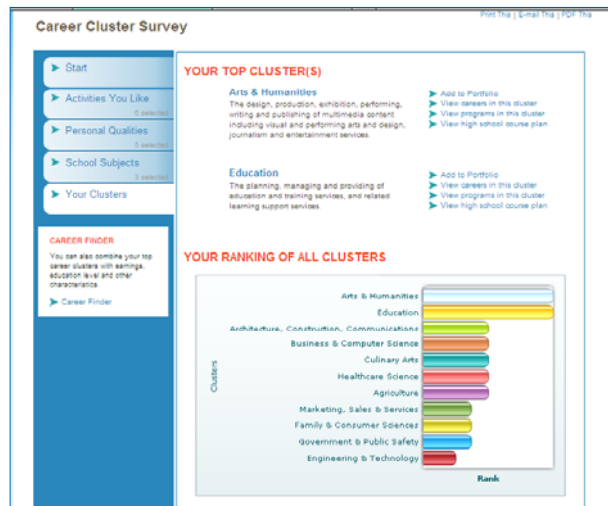 Print This | E-mail This | PDF This
Career Cluster Survey
Start
Activities You Like
6 selected
Personal Qualities
5 selected
School Subjects
3 selected
Your Clusters
CAREER FINDER
You can also combine your top
career clusters with earnings,
education level and other
characteristics.
Career Finder
YOUR TOP CLUSTER(S)
Arts & Humanities
The design, production, exhibition, performing,
writing and publishing of multimedia content
including visual and performing arts and design,
journalism and entertainment services.
Add to Portfolio
View careers in this cluster
View programs in this cluster
View high school course plan
Education
The planning, managing and providing of
education and training services, and related
learning support services.
Add to Portfolio
View careers in this cluster
View programs in this cluster
View high school course plan
YOUR RANKING OF ALL CLUSTERS
Clusters
Arts & Humanities
Education
Architecture, Construction, Communications
Business & Computer Science
Culinary Arts
Healthcare Science
Agriculture
Marketing, Sales & Services
Family & Consumer Sciences
Government & Public Safety
Engineering & Technology
Rank